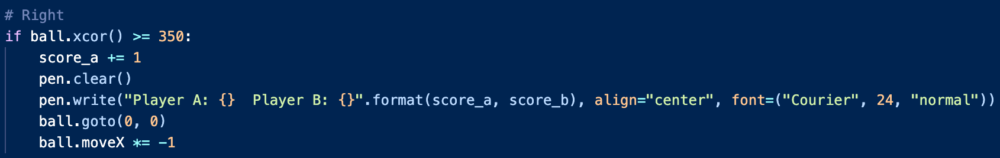 # Right
if ball.xcor() >= 350:
    score_a += 1
    pen.clear()
    pen.write("Player A: {}  Player B: {}".format(score_a, score_b), align="center", font=("Courier", 24, "normal"))
    ball.goto(0, 0)
    ball.moveX *= -1